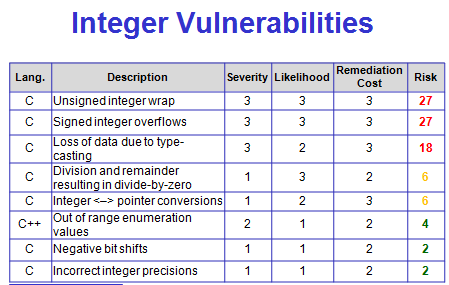 Integer Vulnerabilities
Lang. Description Severity Likelihood Remediation Cost Risk
C Unsigned integer wrap 3 3 3 27
C Signed integer overflows 3 3 3 27
C Loss of data due to type-
casting 3 2 3 18
C Division and remainder
resulting in divide-by-zero 1 3 2 6
C Integer <–> pointer conversions 1 2 3 6
C++ Out of range enumeration
values 2 1 2 4
C Negative bit shifts 1 1 2 2
C Incorrect integer precisions 1 1 2 2